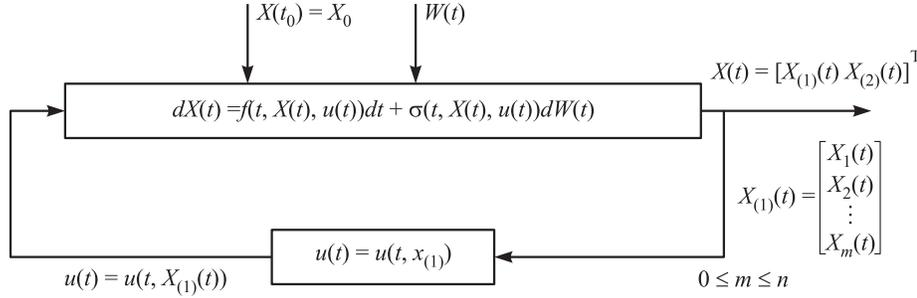 X(t₀) = X₀
W(t)
X(t) = [X₍₁₎(t) X₍₂₎(t)]ᵀ
dX(t) =f(t, X(t), u(t))dt + σ(t, X(t), u(t))dW(t)
X₍₁₎(t) = [X₁(t)
X₂(t)
⋮
Xₘ(t)]
u(t) = u(t, x₍₁₎)
u(t) = u(t, X₍₁₎(t))
0 ≤ m ≤ n